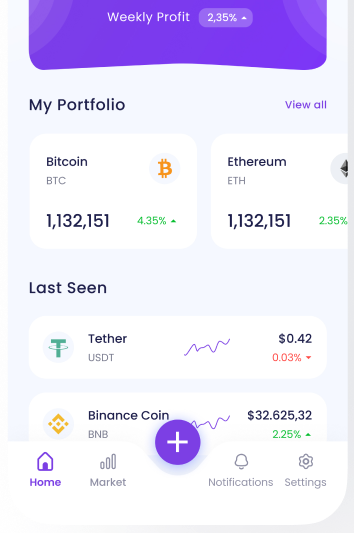 Weekly Profit 2,35%
My Portfolio View all
Bitcoin
BTC
1,132,151 4.35%
Ethereum
ETH
1,132,151 2.35%
Last Seen
Tether $0.42
USDT 0.03%
Binance Coin $32.625,32
BNB 2.25%
Home Market Notifications Settings